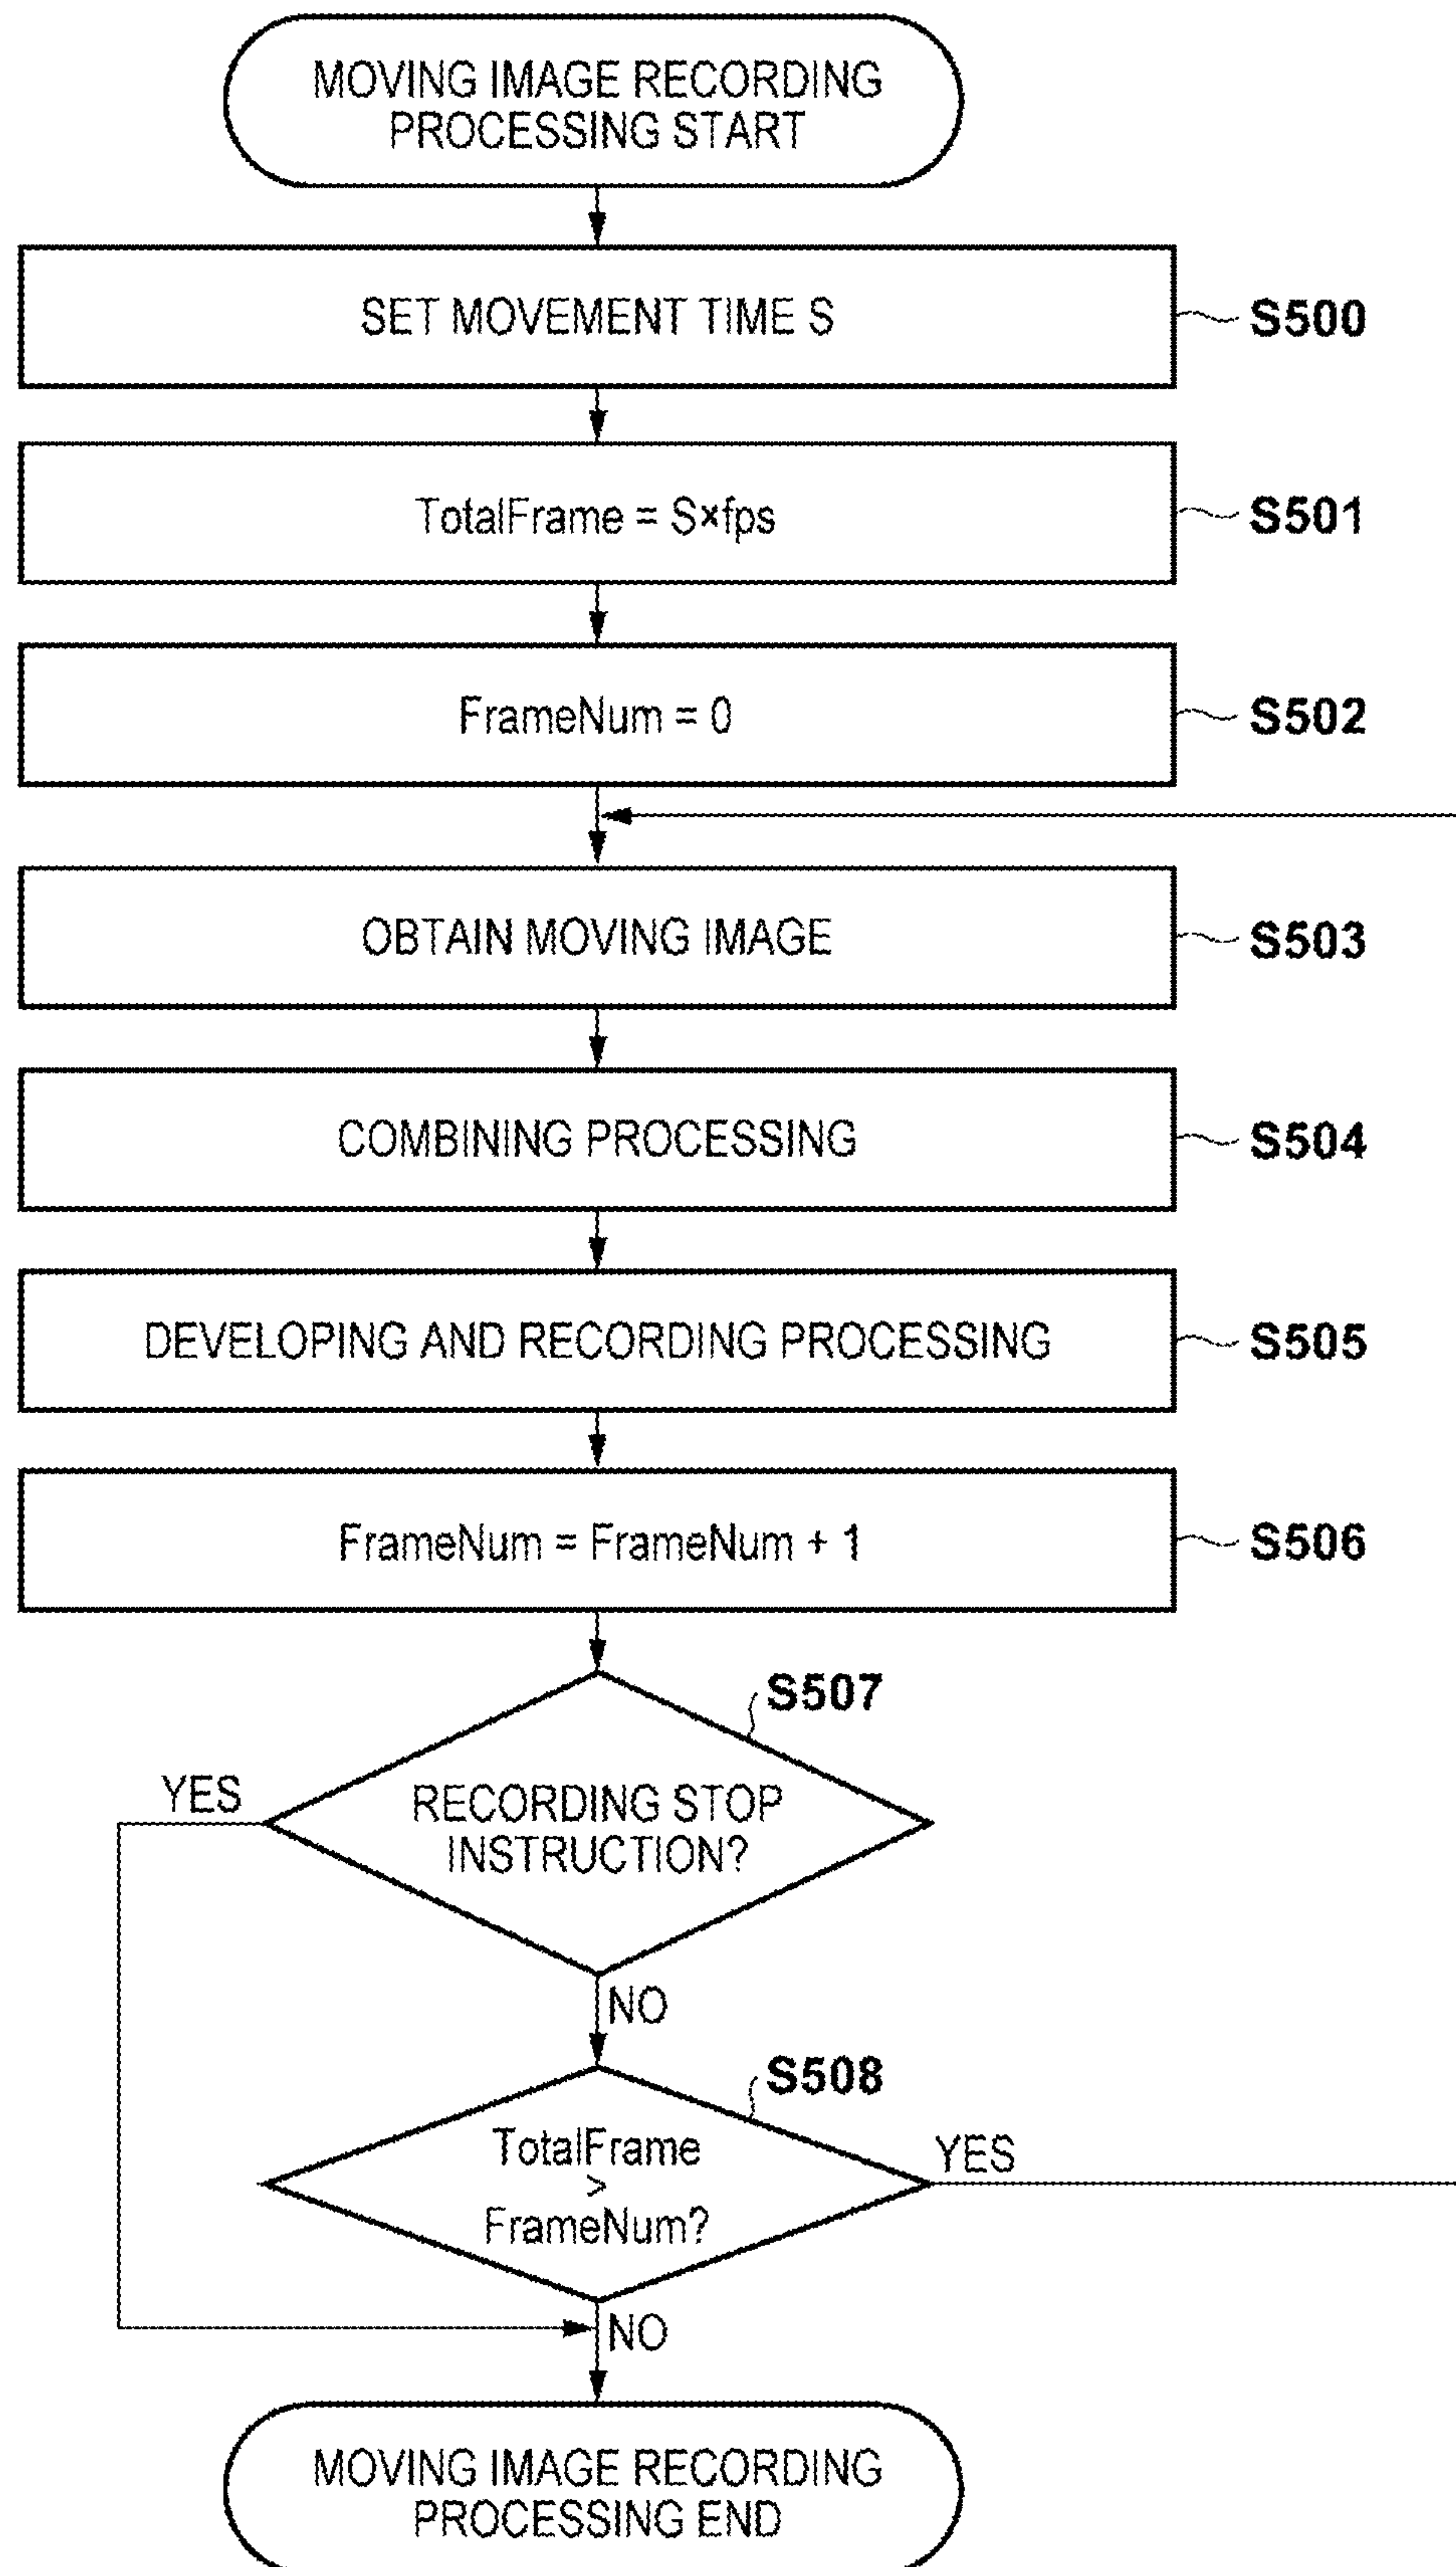 MOVING IMAGE RECORDING
PROCESSING START
SET MOVEMENT TIME S
S500
TotalFrame = S×fps
S501
FrameNum = 0
S502
OBTAIN MOVING IMAGE
S503
COMBINING PROCESSING
S504
DEVELOPING AND RECORDING PROCESSING
S505
FrameNum = FrameNum + 1
S506
S507
YES
RECORDING STOP
INSTRUCTION?
NO
S508
TotalFrame
>
FrameNum?
YES
NO
MOVING IMAGE RECORDING
PROCESSING END